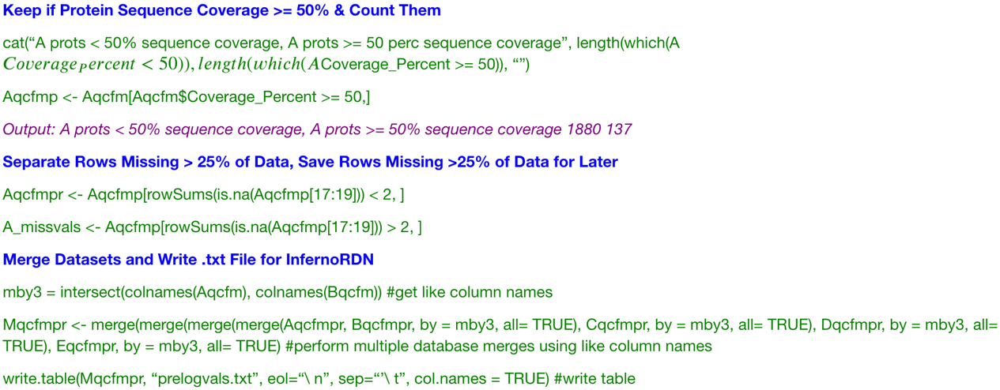 Keep if Protein Sequence Coverage >= 50% & Count Them
cat(“A prots < 50% sequence coverage, A prots >= 50 perc sequence coverage”, length(which(A
Coverageₚercent < 50)), length(which(ACoverage_Percent >= 50)), “”)
Aqcfmp <- Aqcfm[Aqcfm$Coverage_Percent >= 50,]
Output: A prots < 50% sequence coverage, A prots >= 50% sequence coverage 1880 137
Separate Rows Missing > 25% of Data, Save Rows Missing >25% of Data for Later
Aqcfmpr <- Aqcfmp[rowSums(is.na(Aqcfmp[17:19])) < 2, ]
A_missvals <- Aqcfmp[rowSums(is.na(Aqcfmp[17:19])) > 2, ]
Merge Datasets and Write .txt File for InfernoRDN
mby3 = intersect(colnames(Aqcfm), colnames(Bqcfm)) #get like column names
Mqcfmpr <- merge(merge(merge(merge(Aqcfmpr, Bqcfmpr, by = mby3, all= TRUE), Cqcfmpr, by = mby3, all= TRUE), Dqcfmpr, by = mby3, all=
TRUE), Eqcfmpr, by = mby3, all= TRUE) #perform multiple database merges using like column names
write.table(Mqcfmpr, “prelogvals.txt”, eol=“\ n”, sep=“’\ t”, col.names = TRUE) #write table